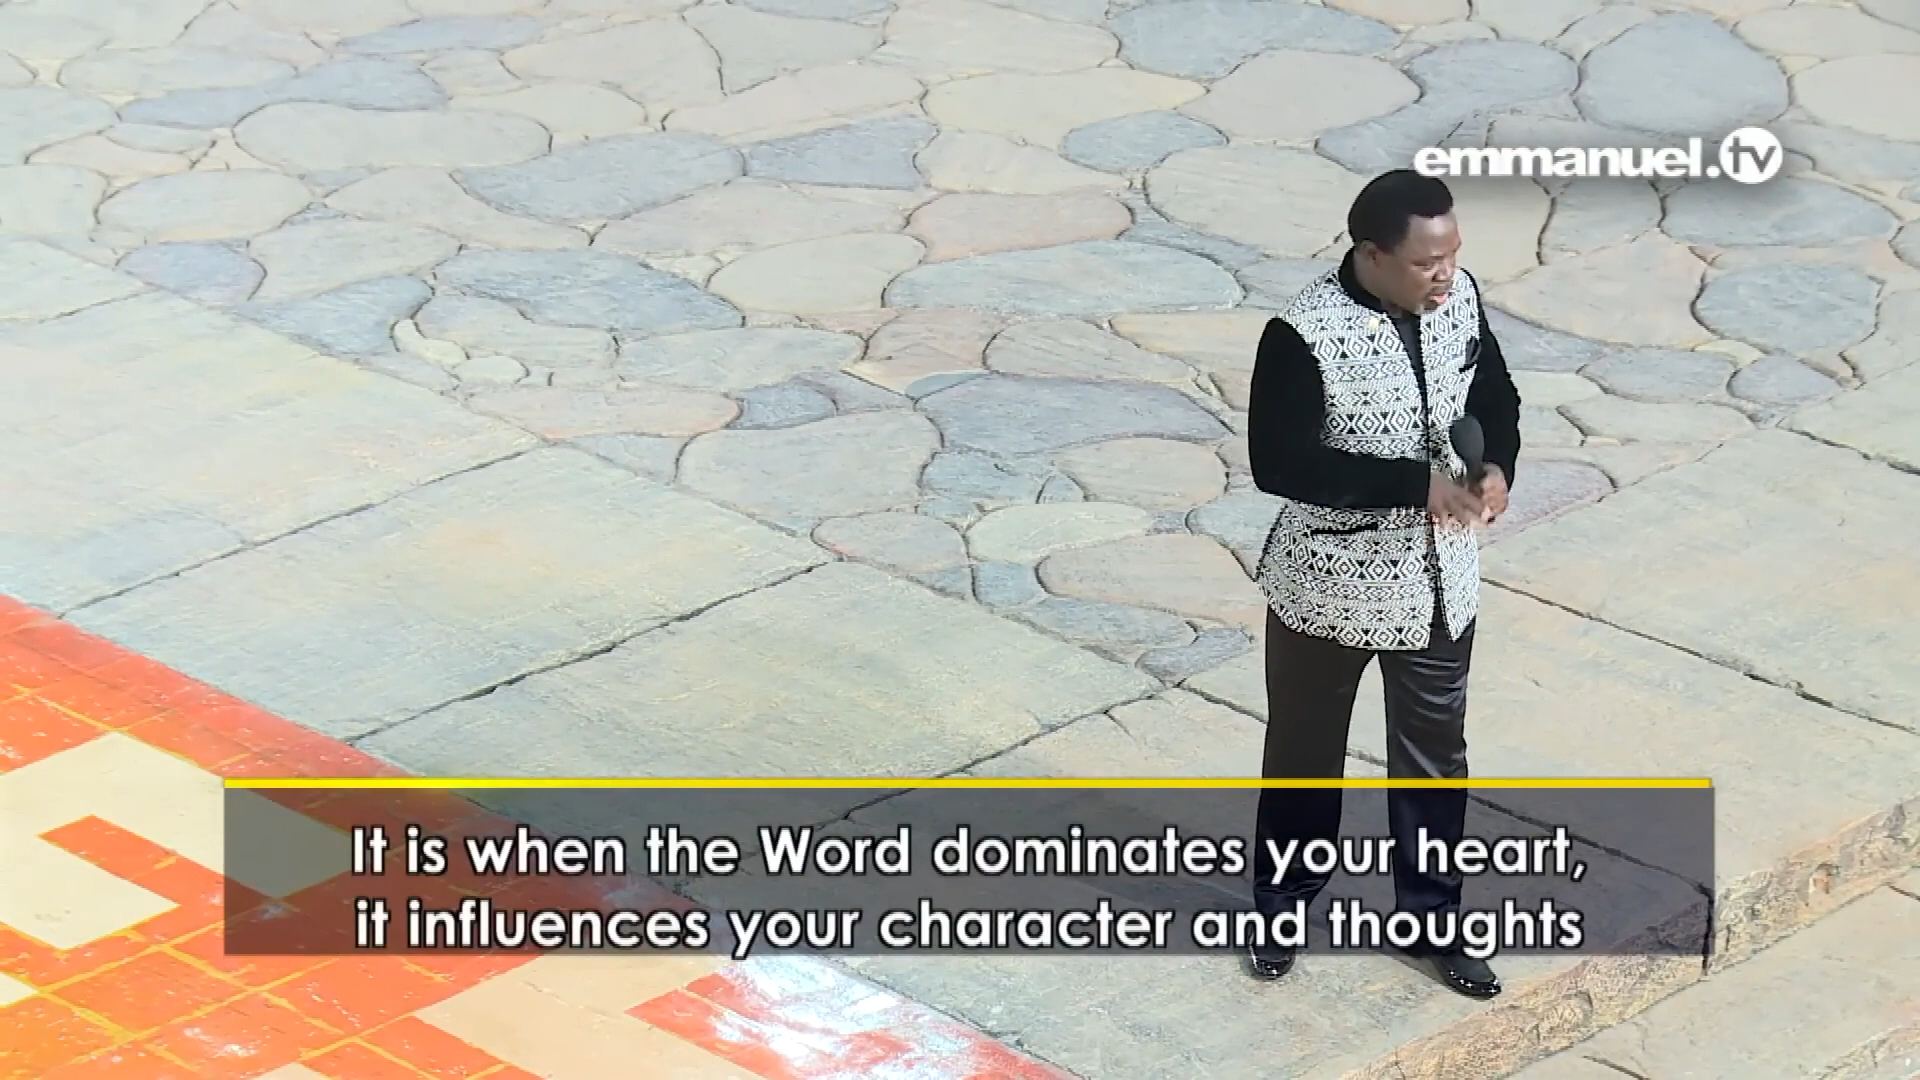 emmanuel.tv
It is when the Word dominates your heart,
it influences your character and thoughts